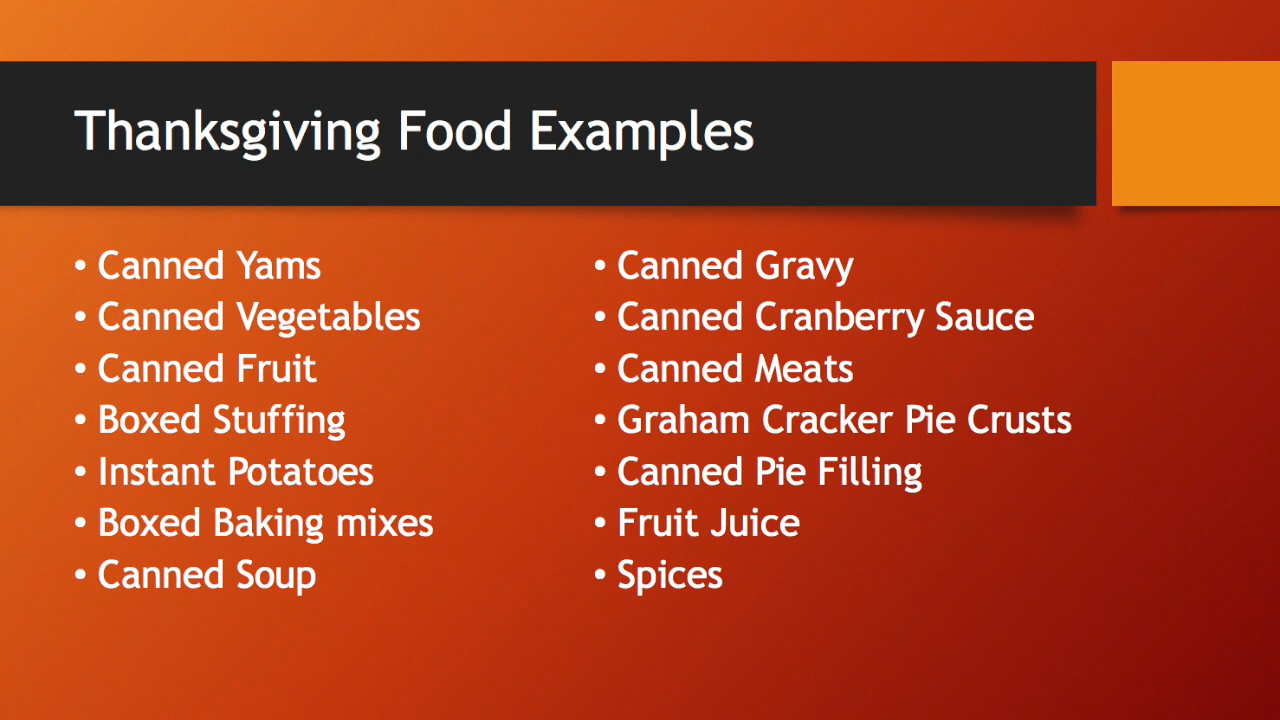 Thanksgiving Food Examples
• Canned Yams
• Canned Vegetables
• Canned Fruit
• Boxed Stuffing
• Instant Potatoes
• Boxed Baking mixes
• Canned Soup
• Canned Gravy
• Canned Cranberry Sauce
• Canned Meats
• Graham Cracker Pie Crusts
• Canned Pie Filling
• Fruit Juice
• Spices